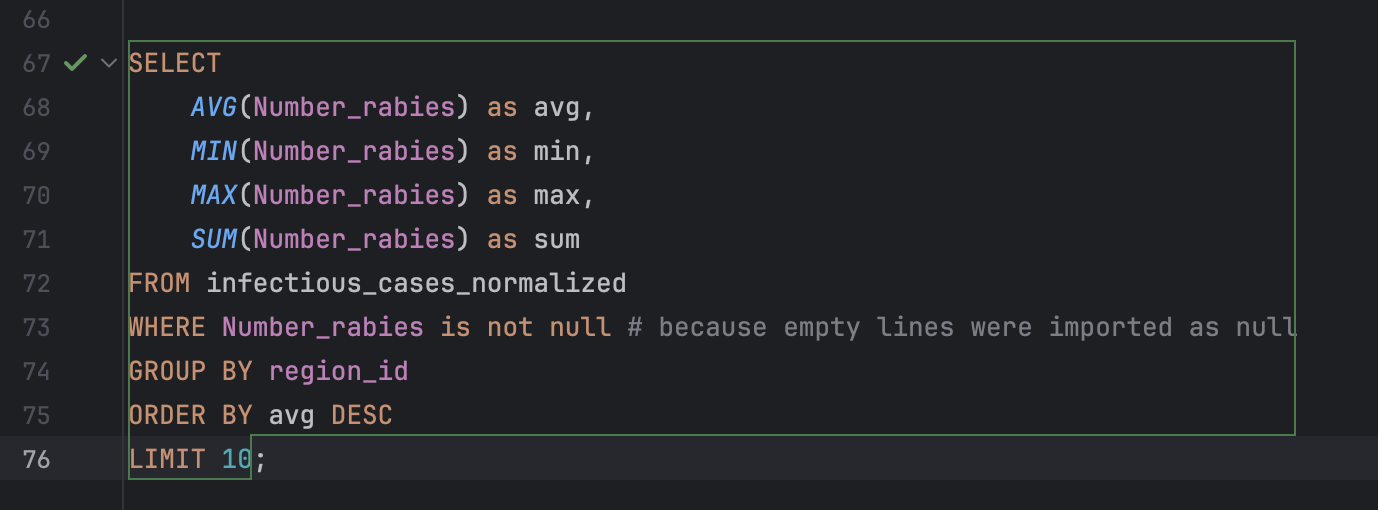 66
67 SELECT
68 AVG(Number_rabies) as avg,
69 MIN(Number_rabies) as min,
70 MAX(Number_rabies) as max,
71 SUM(Number_rabies) as sum
72 FROM infectious_cases_normalized
73 WHERE Number_rabies is not null # because empty lines were imported as null
74 GROUP BY region_id
75 ORDER BY avg DESC
76 LIMIT 10;